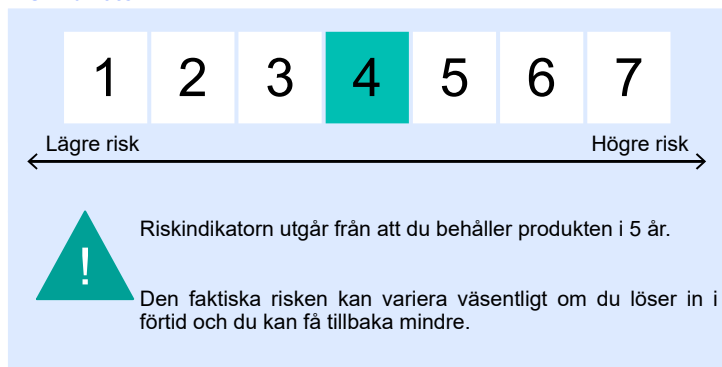 1 2 3 4 5 6 7
Lägre risk Högre risk
!
Riskindikatorn utgår från att du behåller produkten i 5 år.
Den faktiska risken kan variera väsentligt om du löser in i
förtid och du kan få tillbaka mindre.